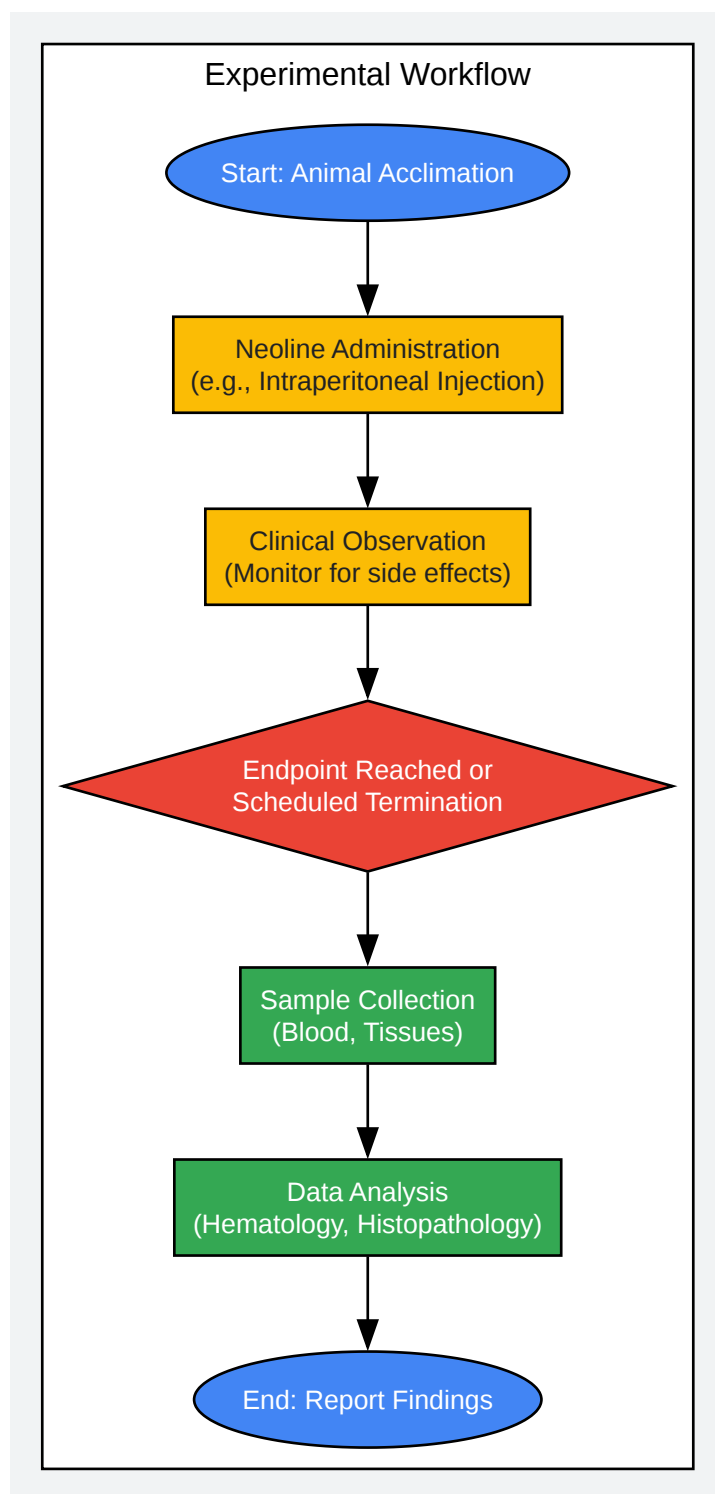 Experimental Workflow
Start: Animal Acclimation
Neoline Administration
(e.g., Intraperitoneal Injection)
Clinical Observation
(Monitor for side effects)
Endpoint Reached or
Scheduled Termination
Sample Collection
(Blood, Tissues)
Data Analysis
(Hematology, Histopathology)
End: Report Findings